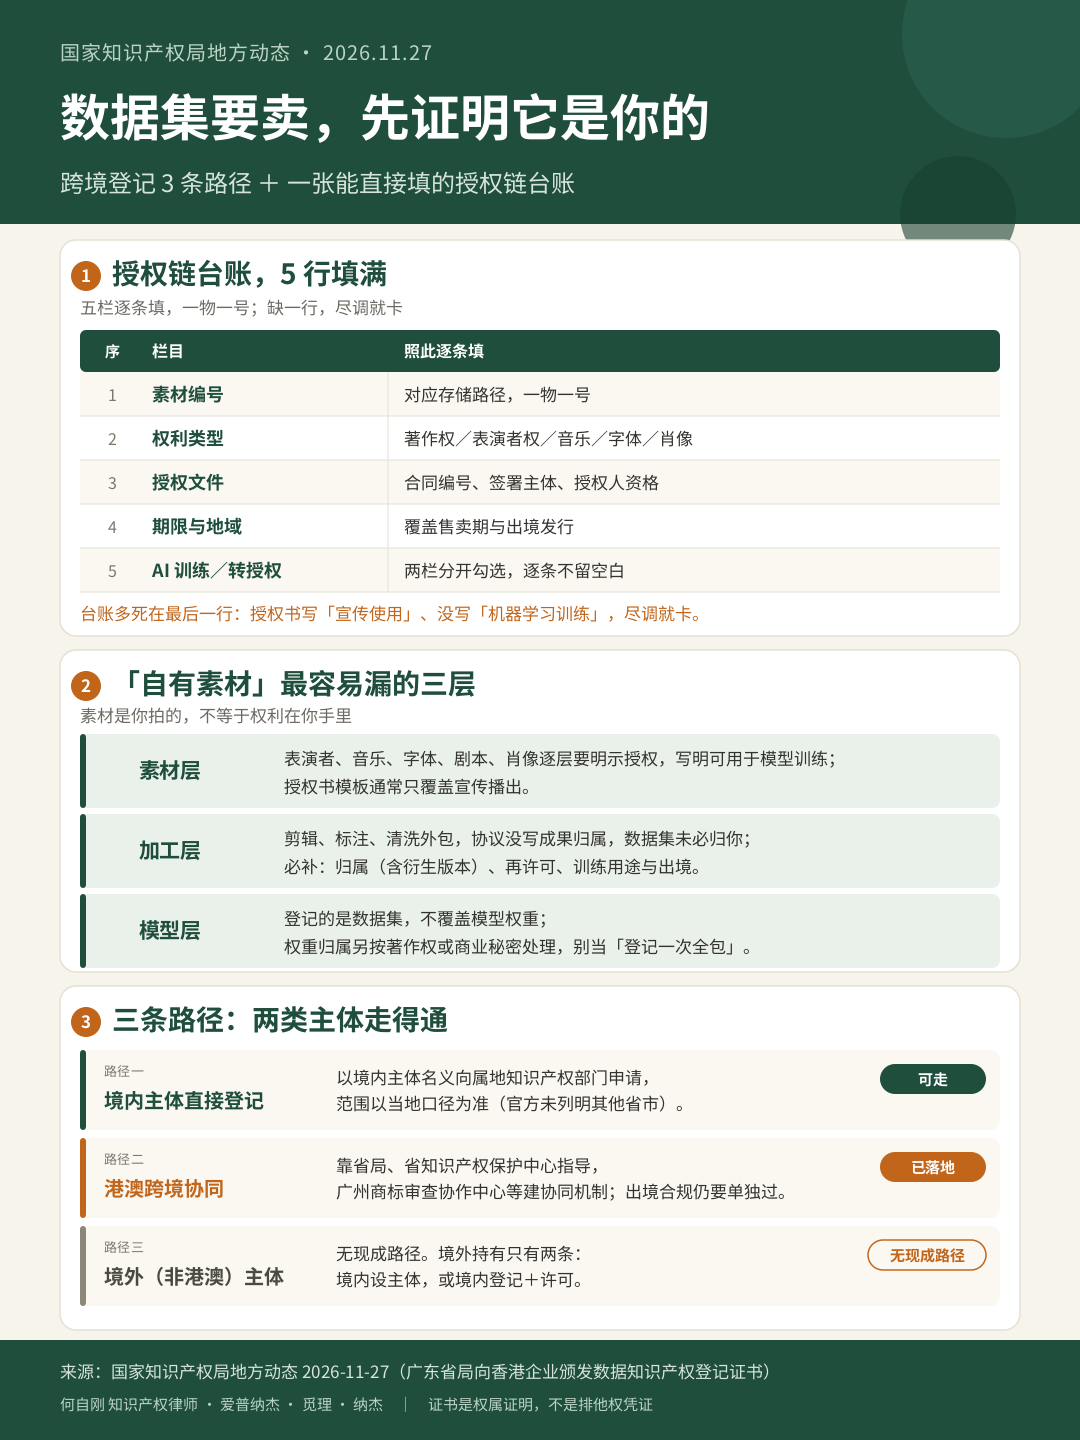 国家知识产权局地方动态 · 2026.11.27
数据集要卖，先证明它是你的
跨境登记 3 条路径 ＋ 一张能直接填的授权链台账
1 授权链台账，5 行填满
五栏逐条填，一物一号；缺一行，尽调就卡
序 栏目 照此逐条填
1 素材编号 对应存储路径，一物一号
2 权利类型 著作权／表演者权／音乐／字体／肖像
3 授权文件 合同编号、签署主体、授权人资格
4 期限与地域 覆盖售卖期与出境发行
5 AI 训练／转授权 两栏分开勾选，逐条不留空白
台账多死在最后一行：授权书写「宣传使用」、没写「机器学习训练」，尽调就卡。
2 「自有素材」最容易漏的三层
素材是你拍的，不等于权利在你手里
素材层
表演者、音乐、字体、剧本、肖像逐层要明示授权，写明可用于模型训练；
授权书模板通常只覆盖宣传播出。
加工层
剪辑、标注、清洗外包，协议没写成果归属，数据集未必归你；
必补：归属（含衍生版本）、再许可、训练用途与出境。
模型层
登记的是数据集，不覆盖模型权重；
权重归属另按著作权或商业秘密处理，别当「登记一次全包」。
3 三条路径：两类主体走得通
路径一
境内主体直接登记
以境内主体名义向属地知识产权部门申请，
范围以当地口径为准（官方未列明其他省市）。
可走
路径二
港澳跨境协同
靠省局、省知识产权保护中心指导，
广州商标审查协作中心等建协同机制；出境合规仍要单独过。
已落地
路径三
境外（非港澳）主体
无现成路径。境外持有只有两条：
境内设主体，或境内登记＋许可。
无现成路径
来源：国家知识产权局地方动态 2026-11-27（广东省局向香港企业颁发数据知识产权登记证书）
何自刚 知识产权律师 · 爱普纳杰 · 觅理 · 纳杰 ｜ 证书是权属证明，不是排他权凭证